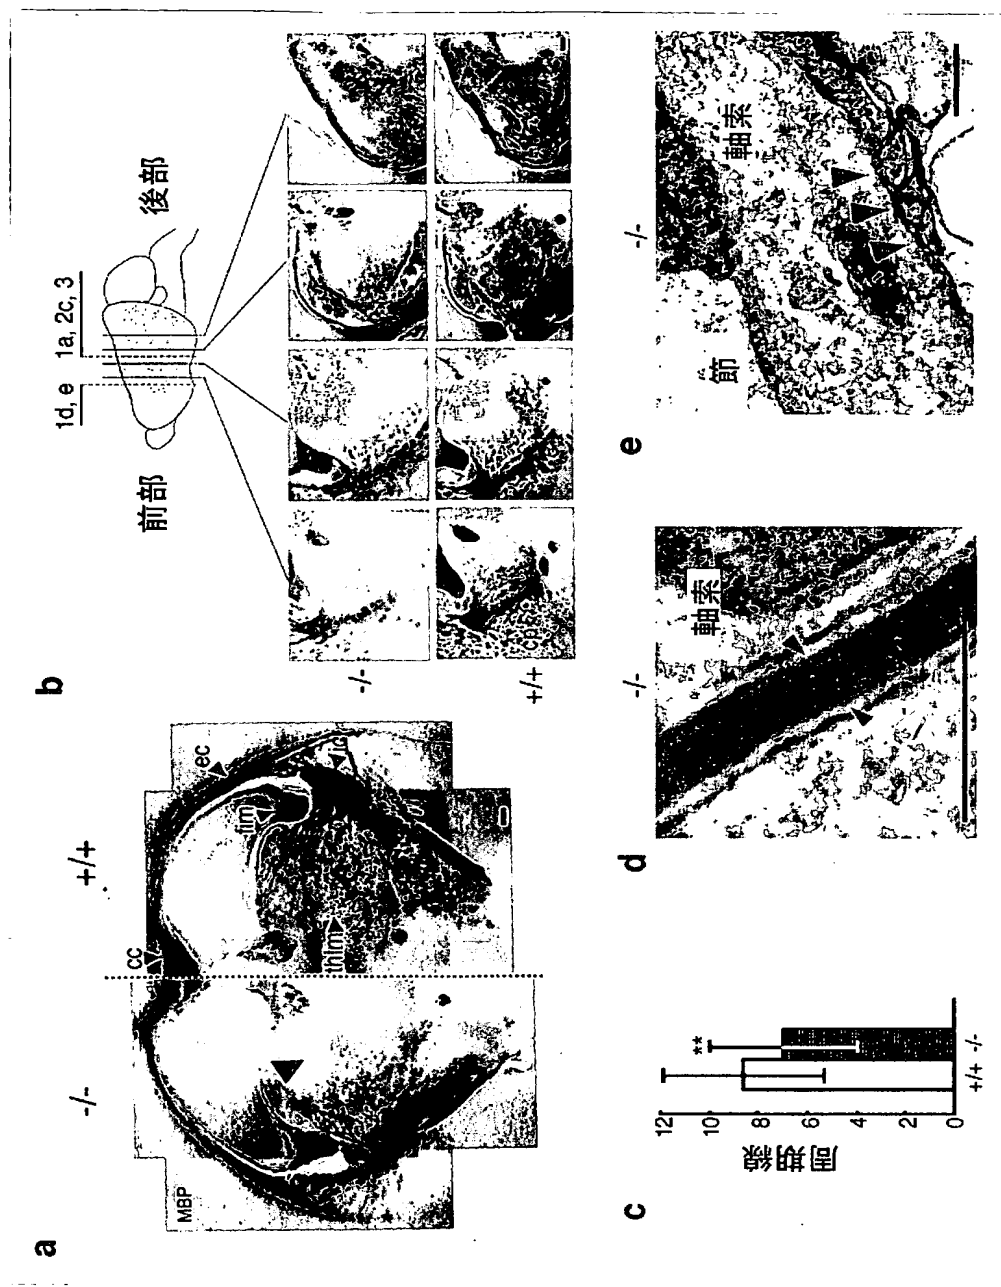 a
-/-
+/+
MBP
cc
ec
fim
ic
thlm
b
前部
後部
1d, e
1a, 2c, 3
-/-
+/+
cp
c
周期線
12
10
8
6
4
2
0
**
+/+ -/-
d
-/-
軸索
e
-/-
節
軸索